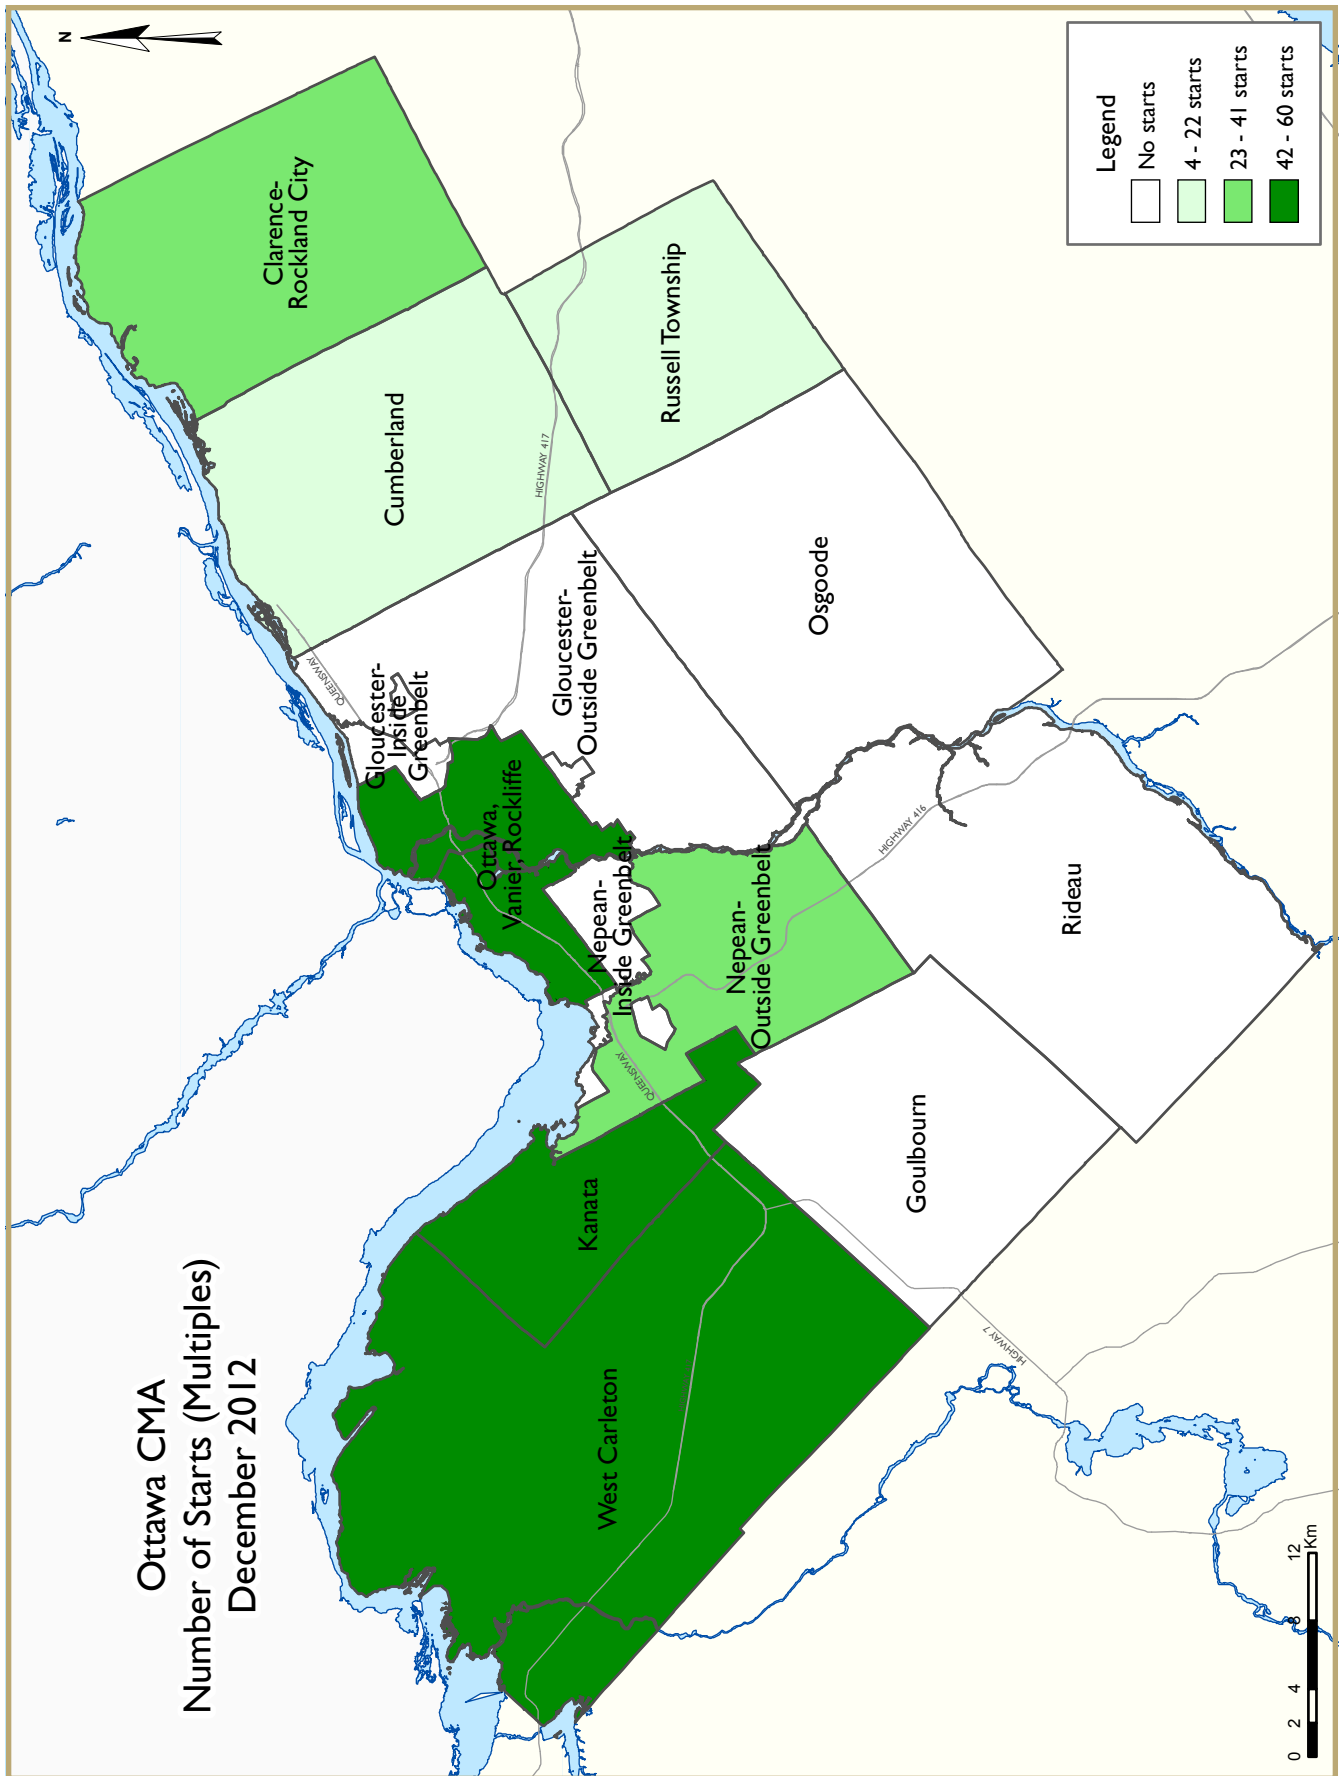 Ottawa CMA
Number of Starts (Multiples)
December 2012
N
West Carleton
Kanata
Goulbourn
Rideau
Nepean-
Outside Greenbelt
Nepean-
Inside Greenbelt
Ottawa,
Vanier, Rockliffe
Gloucester-
Inside
Greenbelt
Gloucester-
Outside Greenbelt
Osgoode
Cumberland
Russell Township
Clarence-
Rockland City
QUEENSWAY
QUEENSWAY
HIGHWAY 417
HIGHWAY 416
HIGHWAY 7
Legend
No starts
4 - 22 starts
23 - 41 starts
42 - 60 starts
0 2 4 8 12
Km